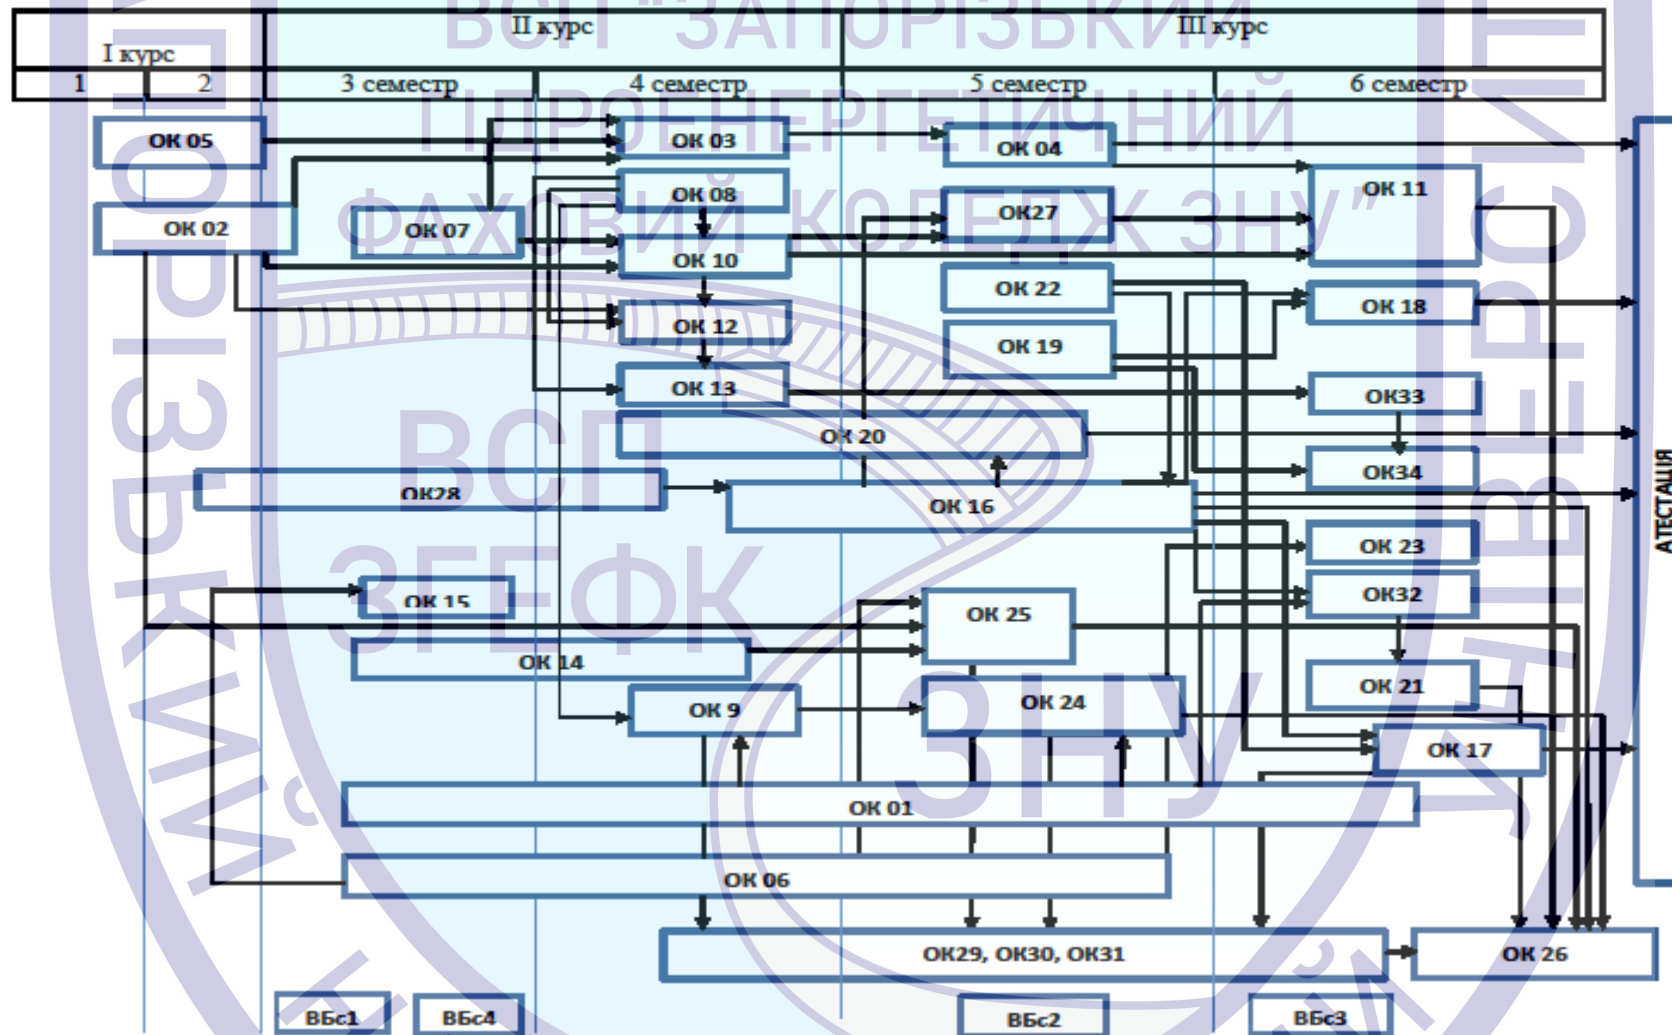 ВСП "ЗАПОРІЗЬКИЙ
ГІДРОЕНЕРГЕТИЧНИЙ
ФАХОВИЙ КОЛЕДЖ ЗНУ"
ВСП
ЗГЕФК
ЗНУ
І курс
ІІ курс
ІІІ курс
1
2
3 семестр
4 семестр
5 семестр
6 семестр
ОК 05
ОК 03
ОК 04
ОК 11
ОК 08
ОК 02
ОК 07
ОК27
ОК 10
ОК 22
ОК 18
ОК 12
ОК 19
ОК 13
ОК33
ОК 20
ОК34
ОК28
ОК 16
АТЕСТАЦІЯ
ОК 23
ОК 15
ОК32
ОК 25
ОК 14
ОК 21
ОК 9
ОК 24
ОК 17
ОК 01
ОК 06
ОК29, ОК30, ОК31
ОК 26
ВБс1
ВБс4
ВБс2
ВБс3